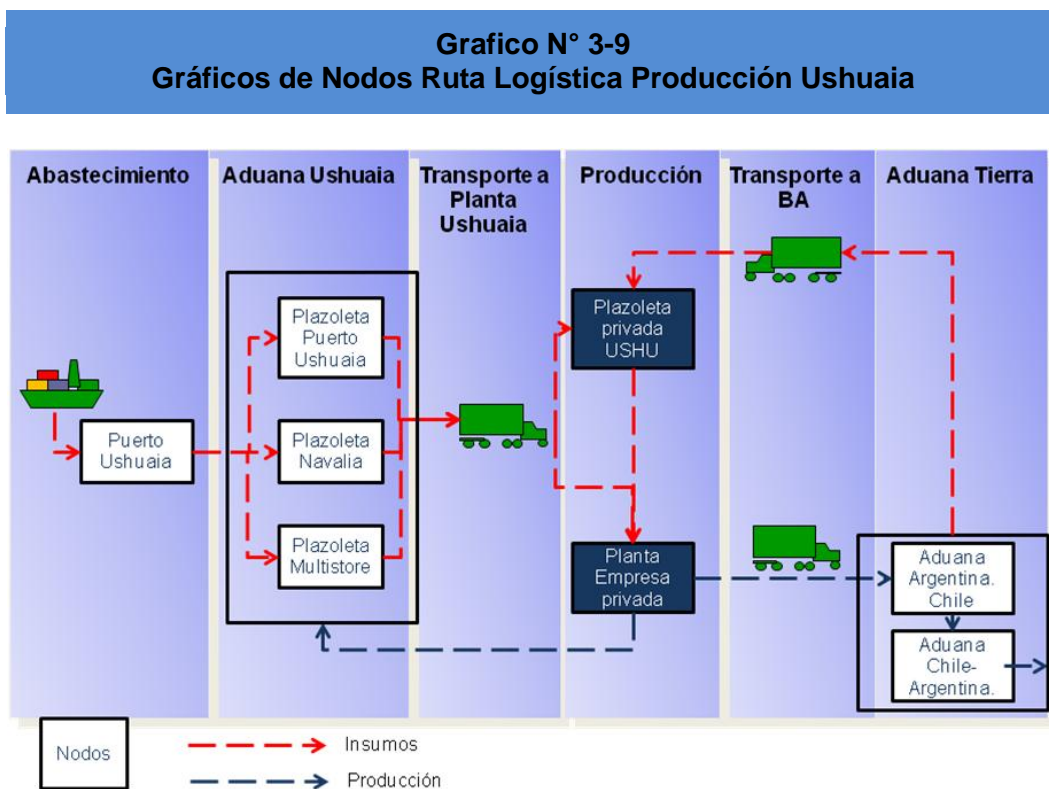 Grafico N° 3-9
Gráficos de Nodos Ruta Logística Producción Ushuaia
Abastecimiento
Aduana Ushuaia
Transporte a
Planta
Ushuaia
Producción
Transporte a
BA
Aduana Tierra
Plazoleta
Puerto
Ushuaia
Plazoleta
privada
USHU
Puerto
Ushuaia
Plazoleta
Navalia
Plazoleta
Multistore
Planta
Empresa
privada
Aduana
Argentina.
Chile
Aduana
Chile-
Argentina.
Nodos
Insumos
Producción